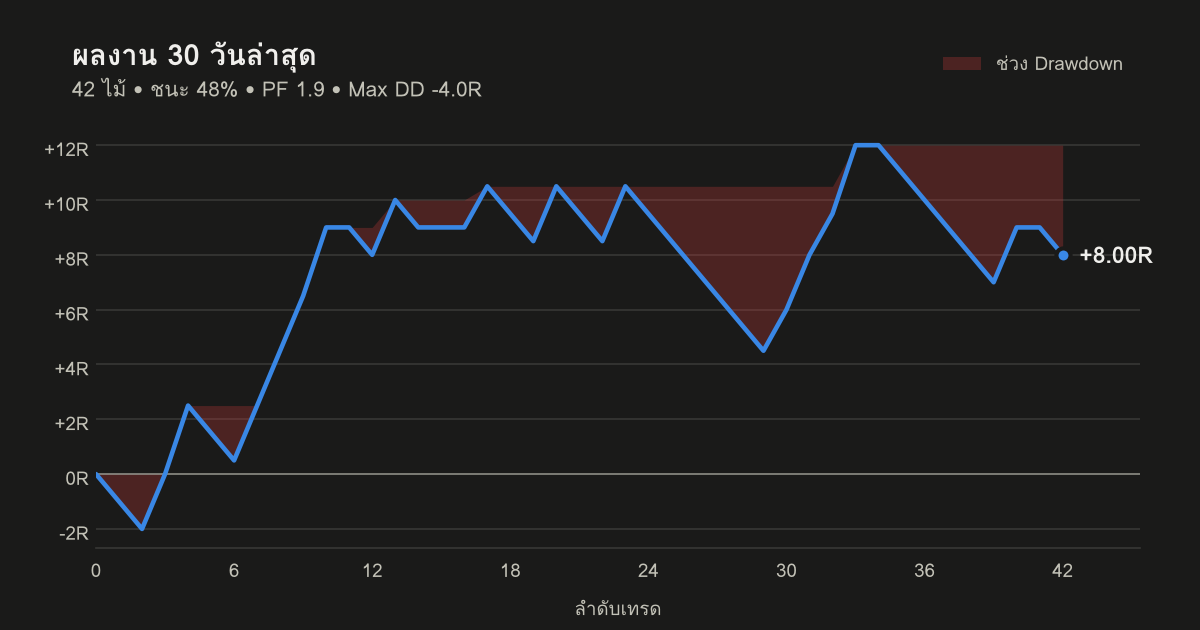 ผลงาน 30 วันล่าสุด
42 ไม้ • ชนะ 48% • PF 1.9 • Max DD -4.0R
ช่วง Drawdown
+12R
+10R
+8R
+6R
+4R
+2R
0R
-2R
+8.00R
0 6 12 18 24 30 36 42
ลำดับเทรด